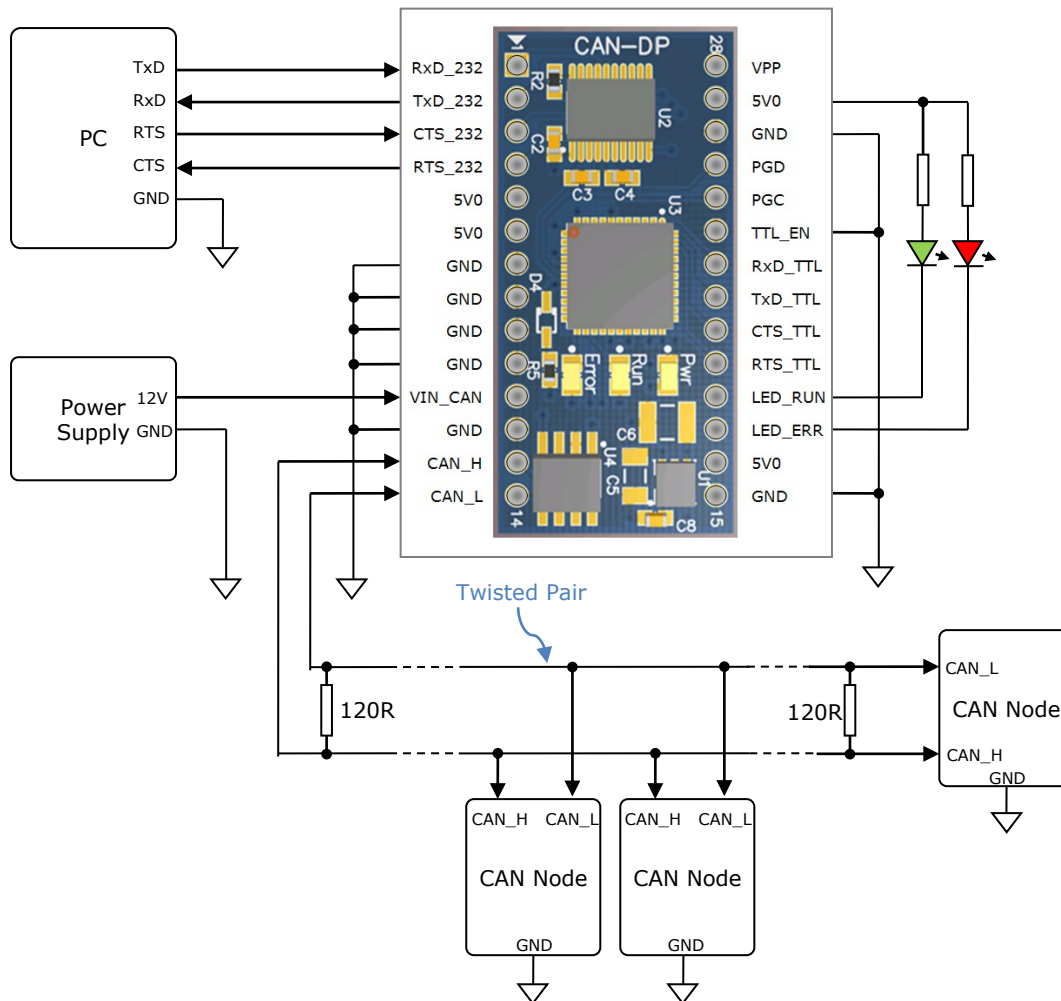 PC
TxD
RxD
RTS
CTS
GND
Power
Supply
12V
GND
RxD_232
TxD_232
CTS_232
RTS_232
5V0
5V0
GND
GND
GND
GND
VIN_CAN
GND
CAN_H
CAN_L
CAN-DP
1
28
R2
U2
C2
C3
C4
U3
D4
R5
Error
Run
Pwr
C6
U4
C5
U1
C8
14
15
VPP
5V0
GND
PGD
PGC
TTL_EN
RxD_TTL
TxD_TTL
CTS_TTL
RTS_TTL
LED_RUN
LED_ERR
5V0
GND
Twisted Pair
120R
120R
CAN_L
CAN Node
CAN_H
GND
CAN_H CAN_L
CAN Node
GND
CAN_H CAN_L
CAN Node
GND